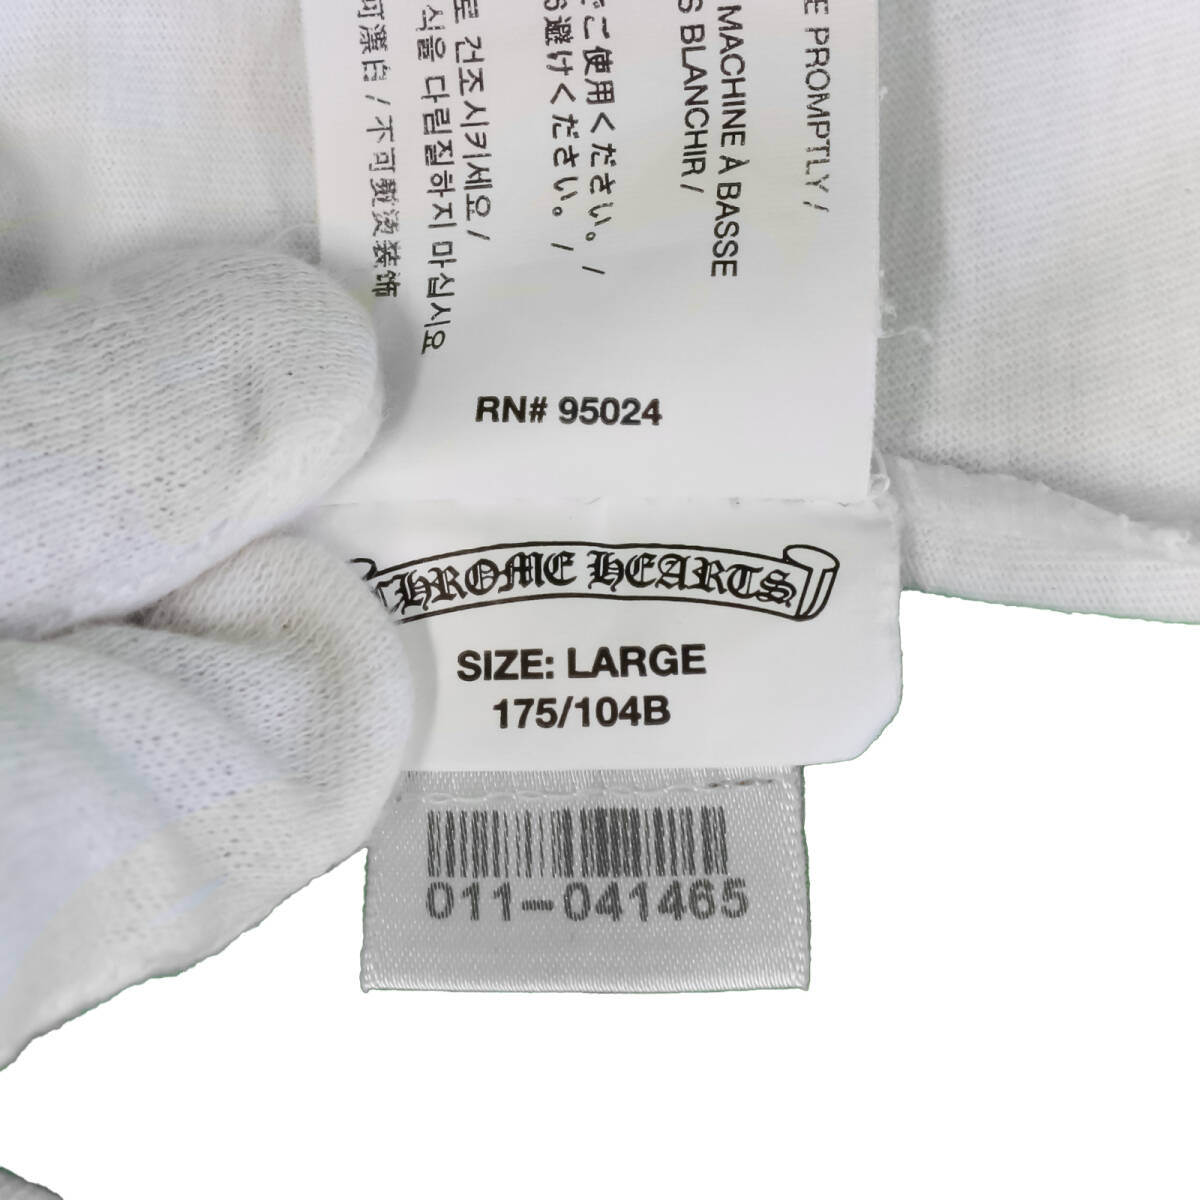 E PROMPTLY /
MACHINE À BASSE
S BLANCHIR /
ご使用ください。 /
避けください。 /
로 건조시키세요 /
식을 다림질하지 마십시요
可漂白 / 不可熨烫装饰
RN# 95024
CHROME HEARTS
SIZE: LARGE
175/104B
011-041465